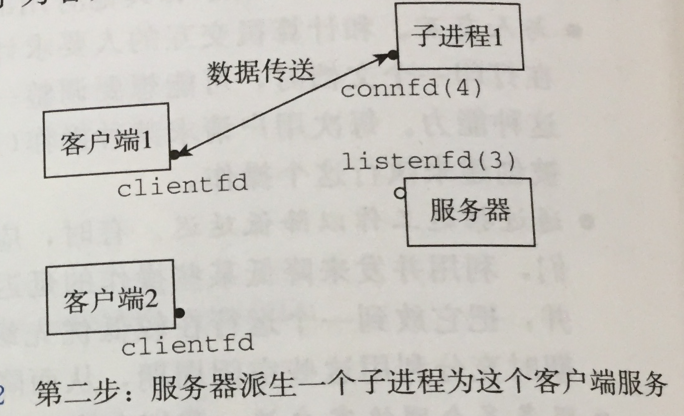 子进程1
数据传送
connfd(4)
客户端1
clientfd
listenfd(3)
服务器
客户端2
clientfd
2 第二步：服务器派生一个子进程为这个客户端服务